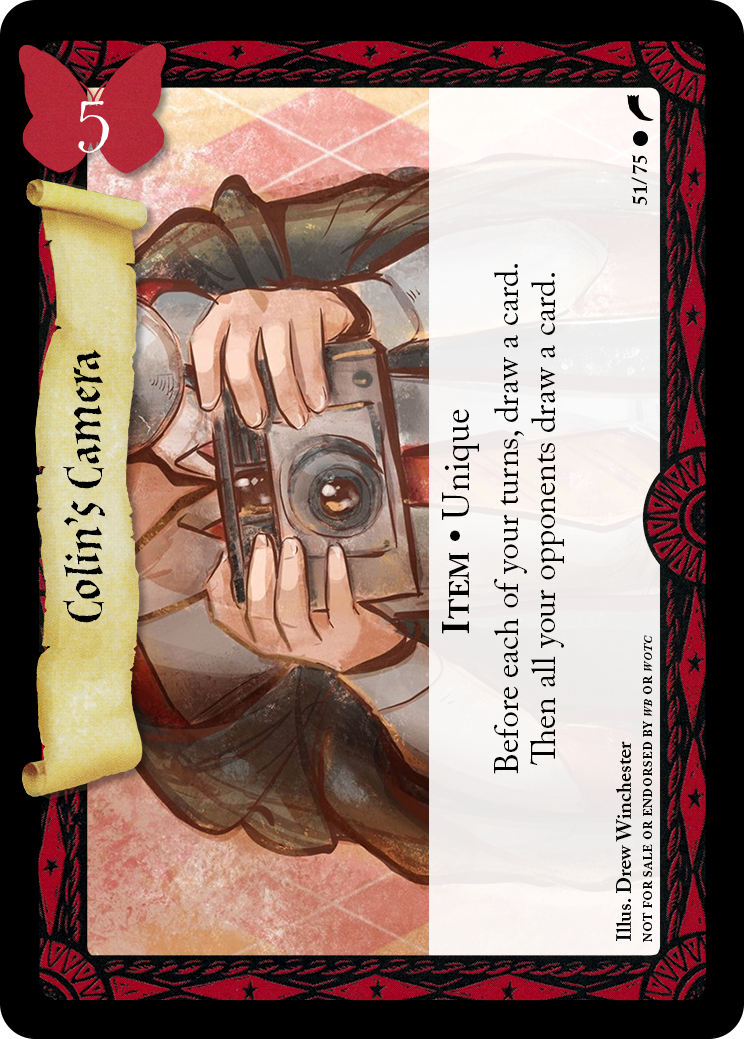 5
Colin's Camera
ITEM • Unique
Before each of your turns, draw a card.
Then all your opponents draw a card.
Illus. Drew Winchester
NOT FOR SALE OR ENDORSED BY WB OR WOTC
51/75